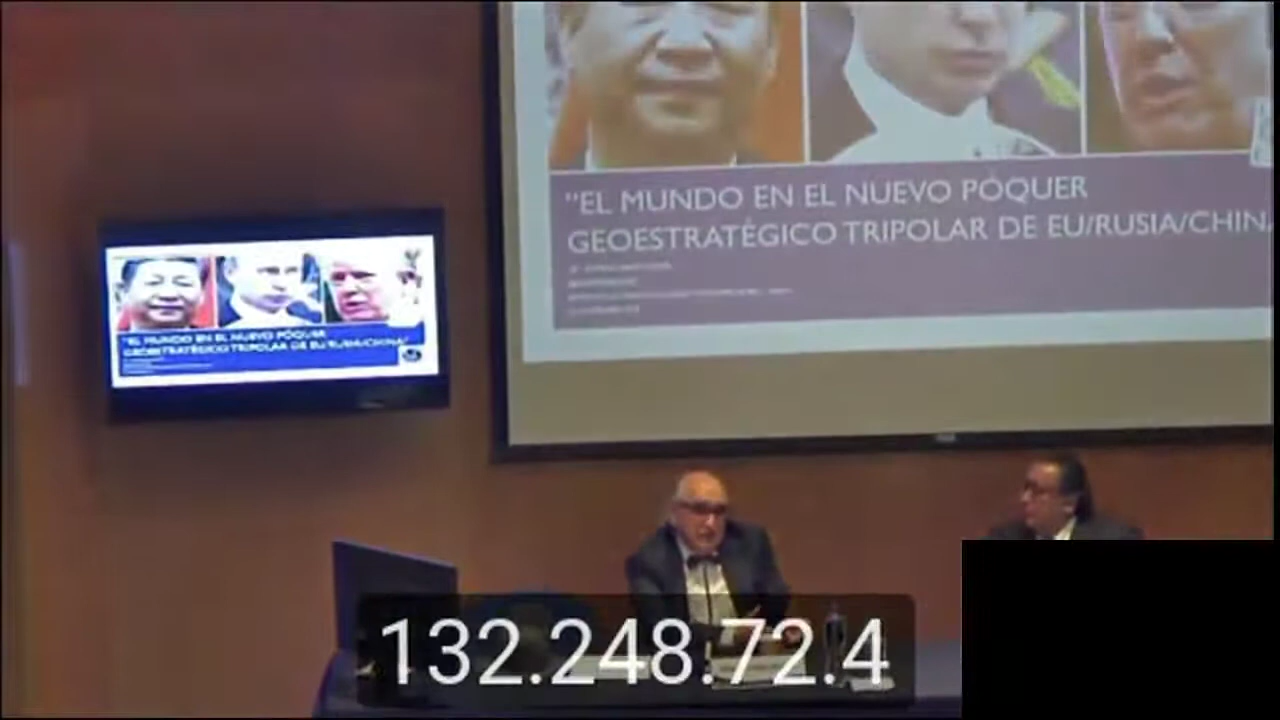 "EL MUNDO EN EL NUEVO PÓQUER
GEOESTRATÉGICO TRIPOLAR DE EU/RUSIA/CHINA
"EL MUNDO EN EL NUEVO PÓQUER
GEOESTRATÉGICO TRIPOLAR DE EU/RUSIA/CHINA"
132.248.72.4